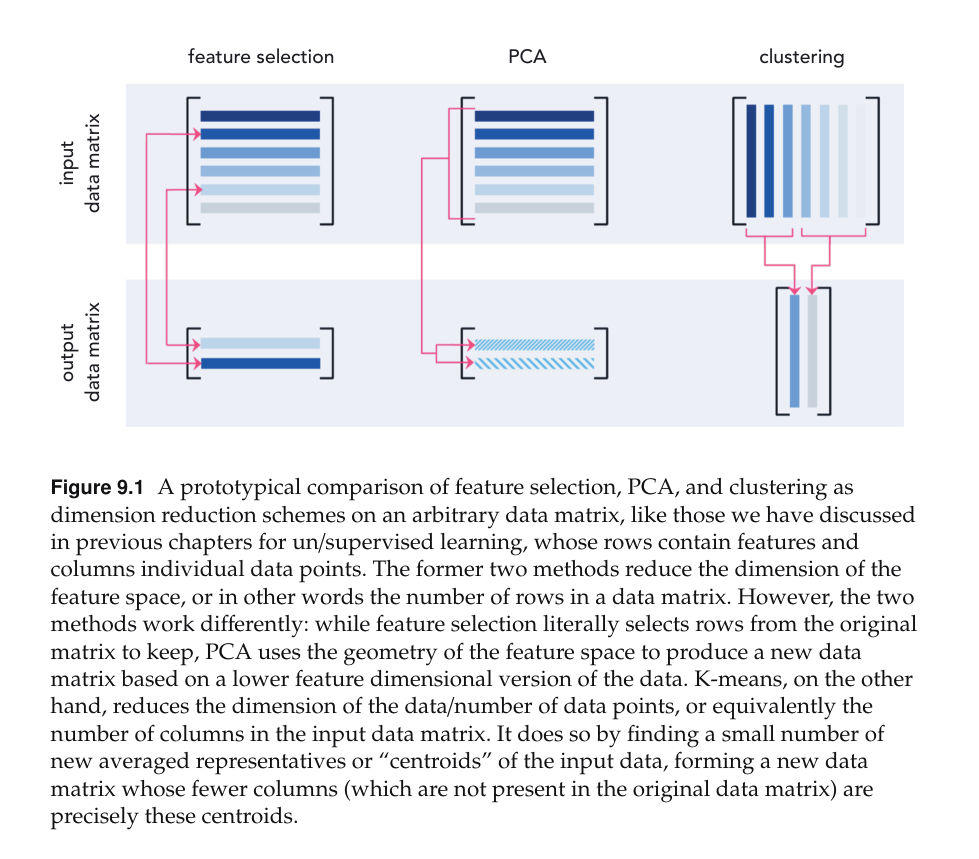 feature selection
PCA
clustering
input
data matrix
output
data matrix
Figure 9.1 A prototypical comparison of feature selection, PCA, and clustering as
dimension reduction schemes on an arbitrary data matrix, like those we have discussed
in previous chapters for un/supervised learning, whose rows contain features and
columns individual data points. The former two methods reduce the dimension of the
feature space, or in other words the number of rows in a data matrix. However, the two
methods work differently: while feature selection literally selects rows from the original
matrix to keep, PCA uses the geometry of the feature space to produce a new data
matrix based on a lower feature dimensional version of the data. K-means, on the other
hand, reduces the dimension of the data/number of data points, or equivalently the
number of columns in the input data matrix. It does so by finding a small number of
new averaged representatives or “centroids” of the input data, forming a new data
matrix whose fewer columns (which are not present in the original data matrix) are
precisely these centroids.